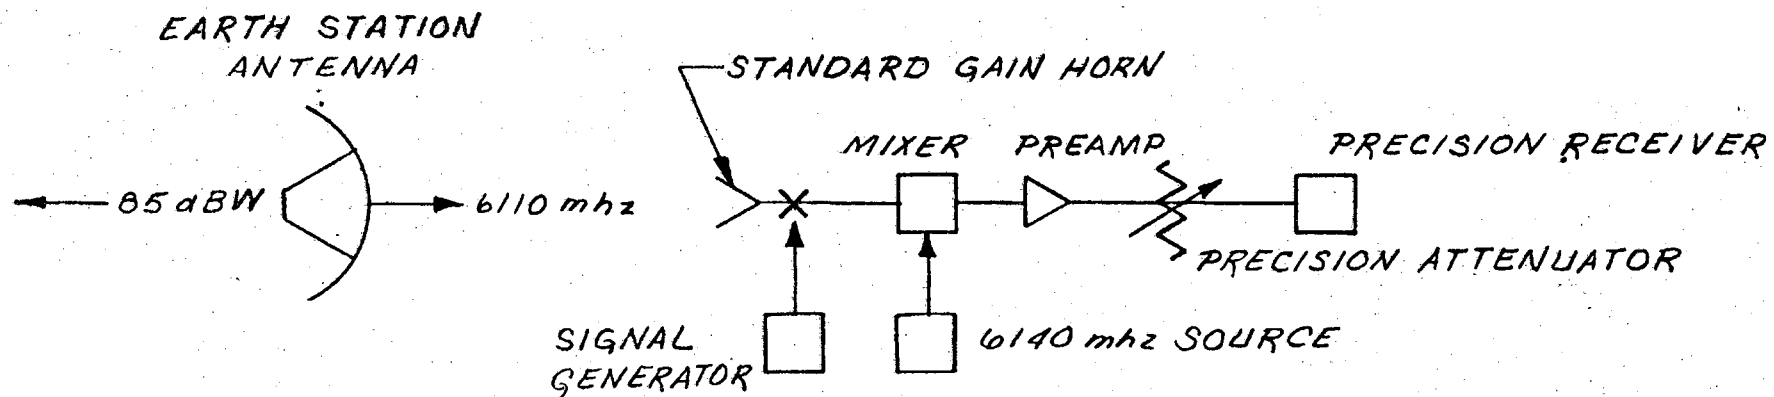 EARTH STATION
ANTENNA
STANDARD GAIN HORN
MIXER
PREAMP
PRECISION RECEIVER
85 dBW
6110 mhz
PRECISION ATTENUATOR
SIGNAL
GENERATOR
6140 mhz SOURCE